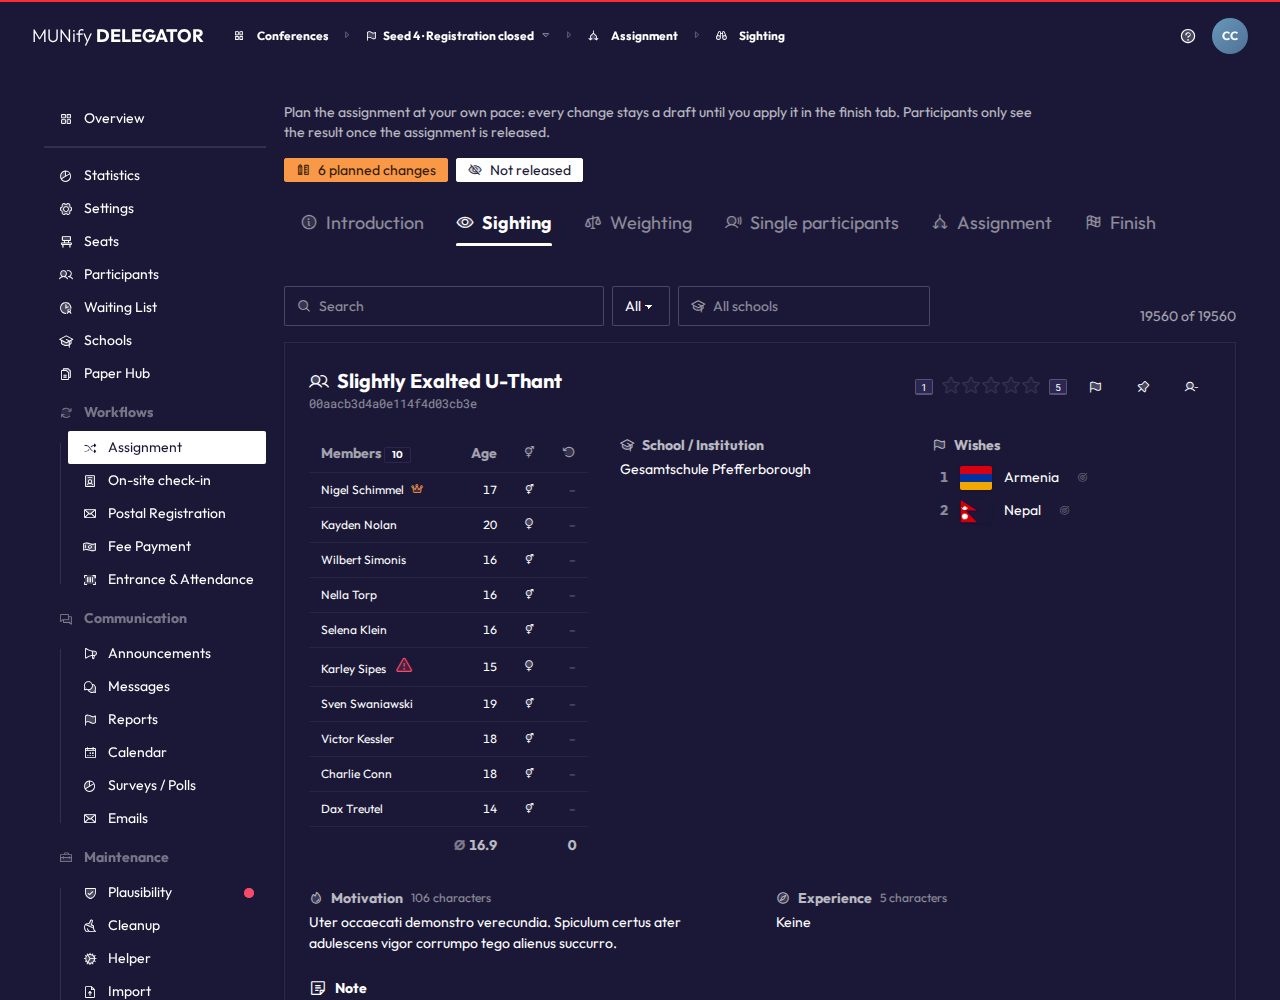 MUNify DELEGATOR
Conferences
Seed 4 · Registration closed
Assignment
Sighting
CC
Overview
Statistics
Settings
Seats
Participants
Waiting List
Schools
Paper Hub
Workflows
Assignment
On-site check-in
Postal Registration
Fee Payment
Entrance & Attendance
Communication
Announcements
Messages
Reports
Calendar
Surveys / Polls
Emails
Maintenance
Plausibility
Cleanup
Helper
Import
Plan the assignment at your own pace: every change stays a draft until you apply it in the finish tab. Participants only see
the result once the assignment is released.
6 planned changes
Not released
Introduction
Sighting
Weighting
Single participants
Assignment
Finish
Search
All
All schools
19560 of 19560
Slightly Exalted U-Thant
00aacb3d4a0e114f4d03cb3e
1
5
Members 10 Age
Nigel Schimmel 17 –
Kayden Nolan 20 –
Wilbert Simonis 16 –
Nella Torp 16 –
Selena Klein 16 –
Karley Sipes 15 –
Sven Swaniawski 19 –
Victor Kessler 18 –
Charlie Conn 18 –
Dax Treutel 14 –
Ø 16.9 0
School / Institution
Gesamtschule Pfefferborough
Wishes
1 Armenia
2 Nepal
Motivation 106 characters
Uter occaecati demonstro verecundia. Spiculum certus ater
adulescens vigor corrumpo tego alienus succurro.
Experience 5 characters
Keine
Note